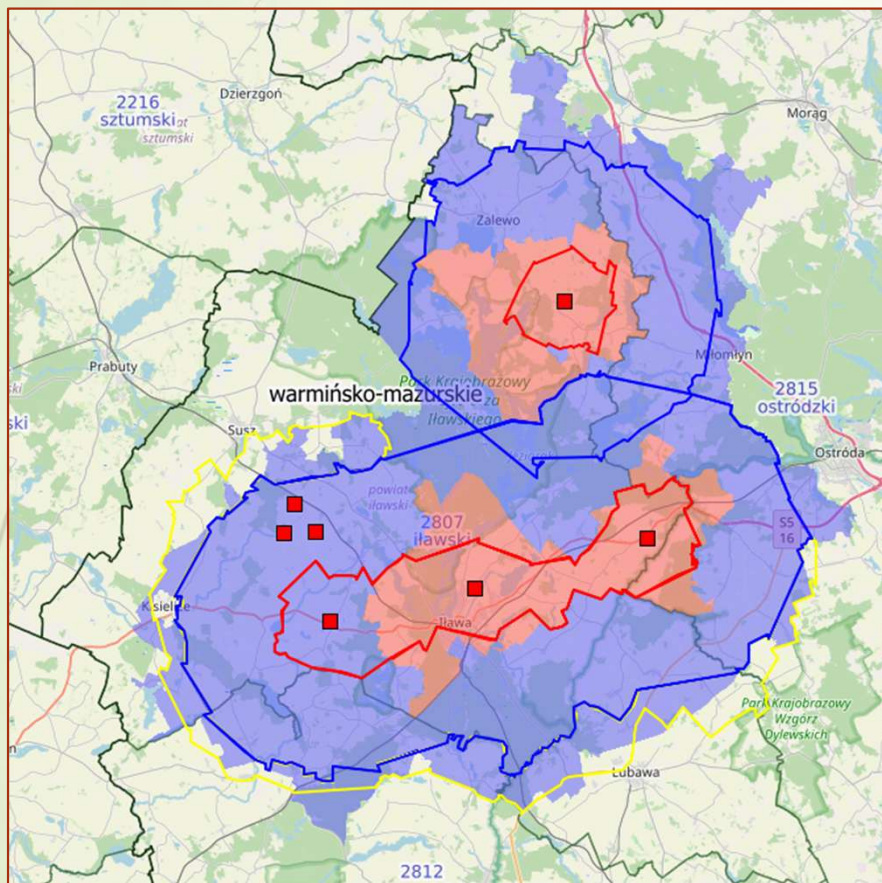 2216
sztumski
sztumski
Dzierzgoń
Morąg
Zalewo
Prabuty
Miłomłyn
Park Krajobrazowy
Iławskiego
warmińsko-mazurskie
2815
ostródzki
Susz
Ostróda
powiat
iławski
2807
iławski
S5
16
Iława
Park Krajobrazowy
Wzgórz
Dylewskich
Lubawa
2812